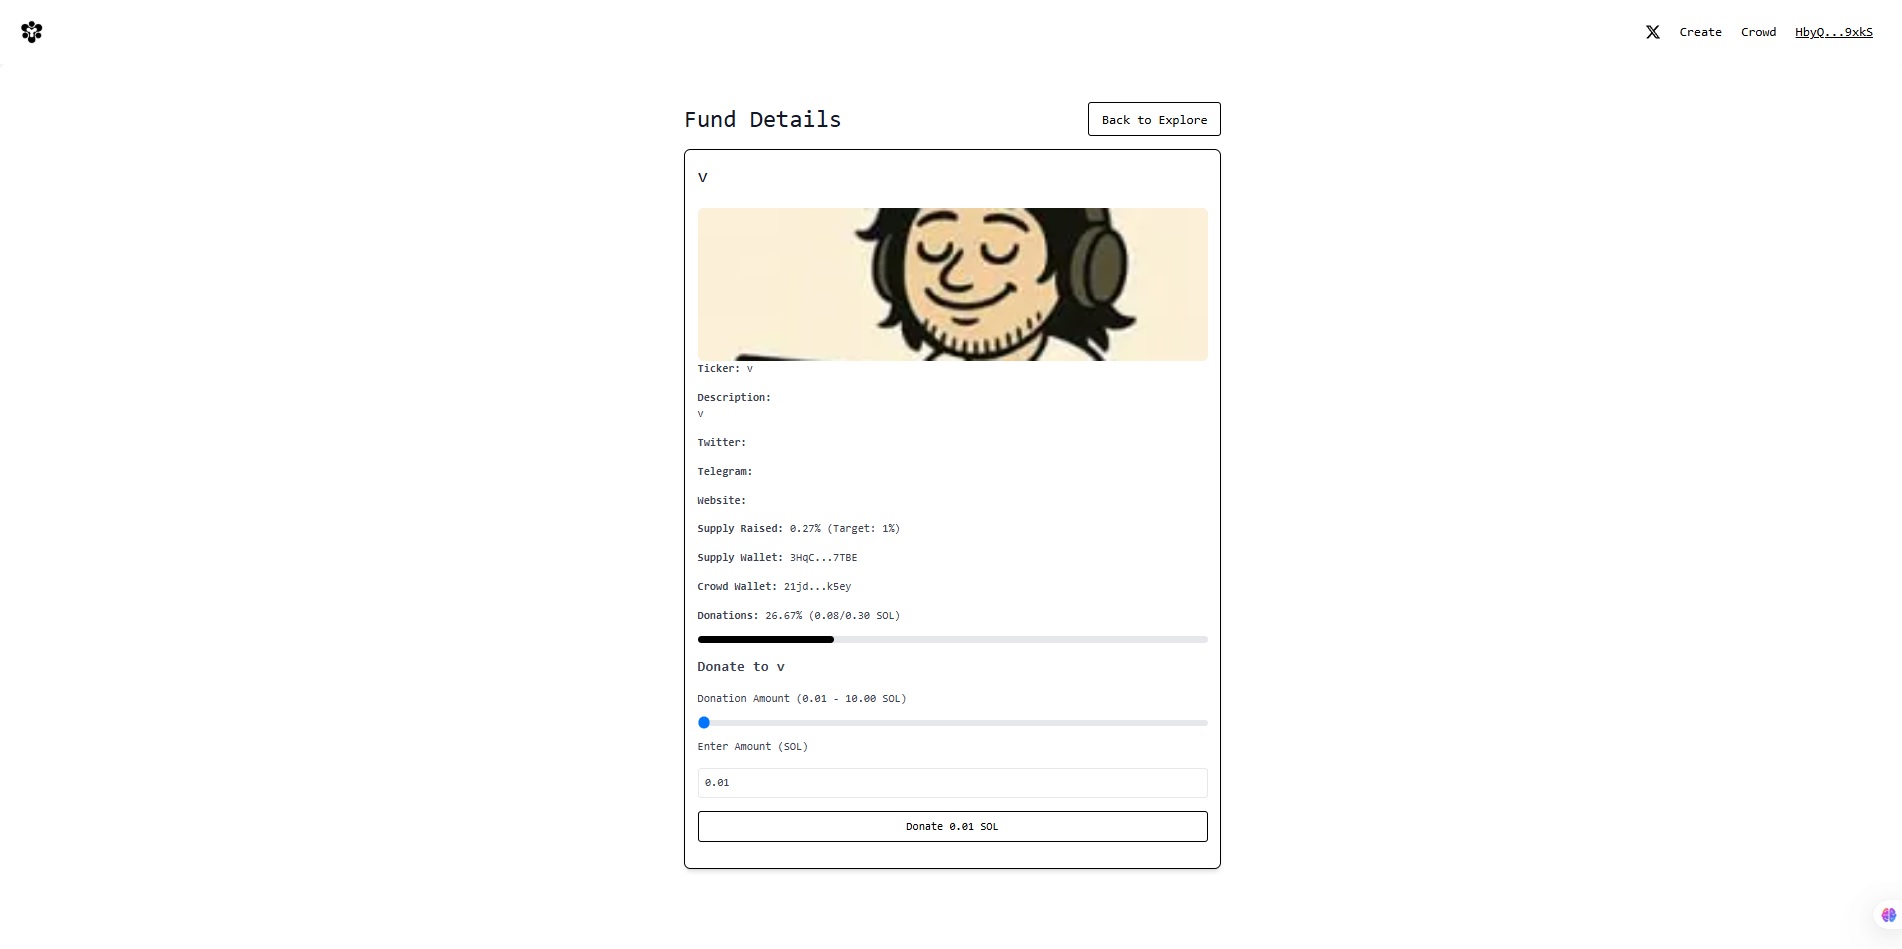 Create
Crowd
HbyQ...9xkS
Fund Details
Back to Explore
v
Ticker: v
Description:
v
Twitter:
Telegram:
Website:
Supply Raised: 0.27% (Target: 1%)
Supply Wallet: 3HqC...7TBE
Crowd Wallet: 21jd...k5ey
Donations: 26.67% (0.08/0.30 SOL)
Donate to v
Donation Amount (0.01 - 10.00 SOL)
Enter Amount (SOL)
0.01
Donate 0.01 SOL